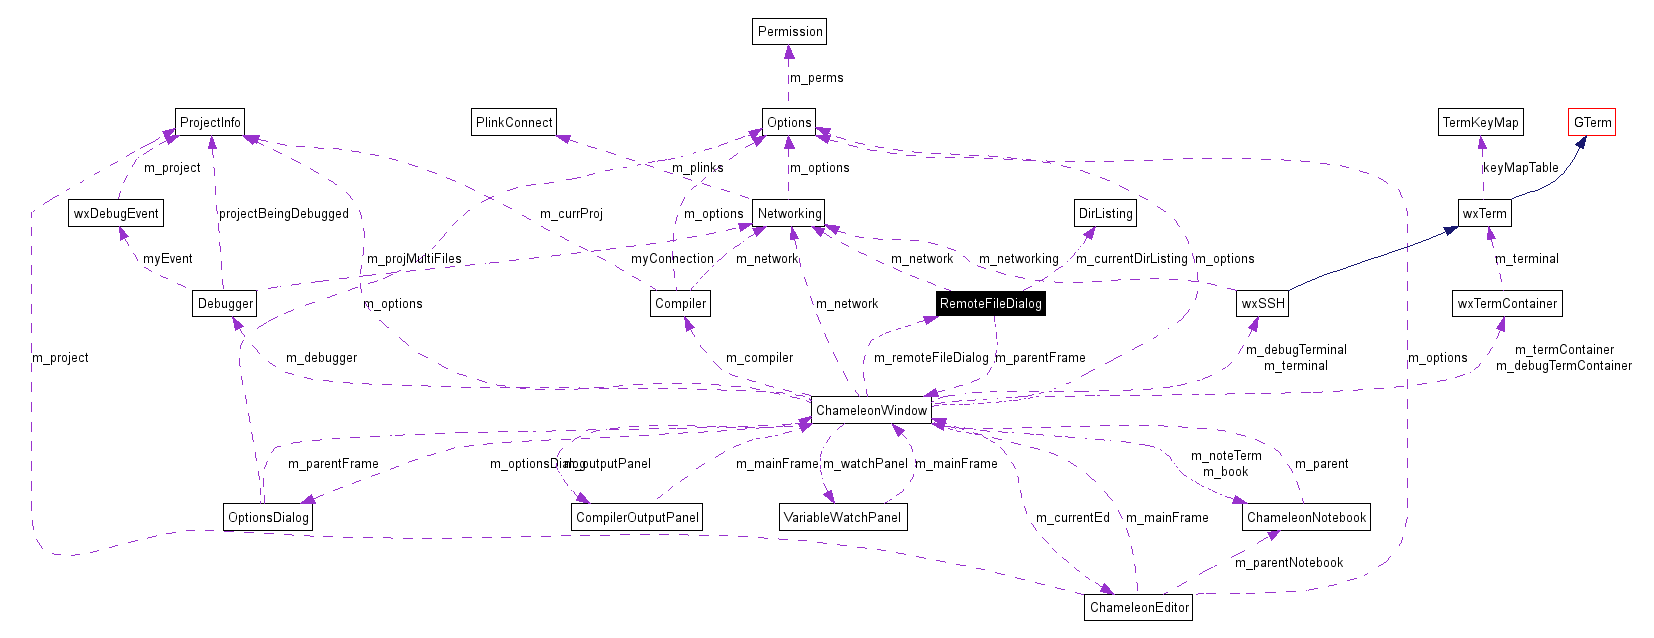 Permission
m_perms
ProjectInfo
PlinkConnect
Options
TermKeyMap
GTerm
m_project
m_plinks
m_options
keyMapTable
wxDebugEvent
projectBeingDebugged
m_currProj
m_options
Networking
DirListing
wxTerm
myEvent
m_projMultiFiles
myConnection
m_network
m_network
m_networking
m_currentDirListing
m_options
m_terminal
Debugger
m_options
Compiler
m_network
RemoteFileDialog
wxSSH
wxTermContainer
m_project
m_debugger
m_compiler
m_remoteFileDialog
m_parentFrame
m_debugTerminal
m_terminal
m_options
m_termContainer
m_debugTermContainer
ChameleonWindow
m_parentFrame
m_optionsDialog
m_outputPanel
m_mainFrame
m_watchPanel
m_mainFrame
m_noteTerm
m_book
m_parent
OptionsDialog
CompilerOutputPanel
VariableWatchPanel
m_currentEd
m_mainFrame
ChameleonNotebook
m_parentNotebook
ChameleonEditor